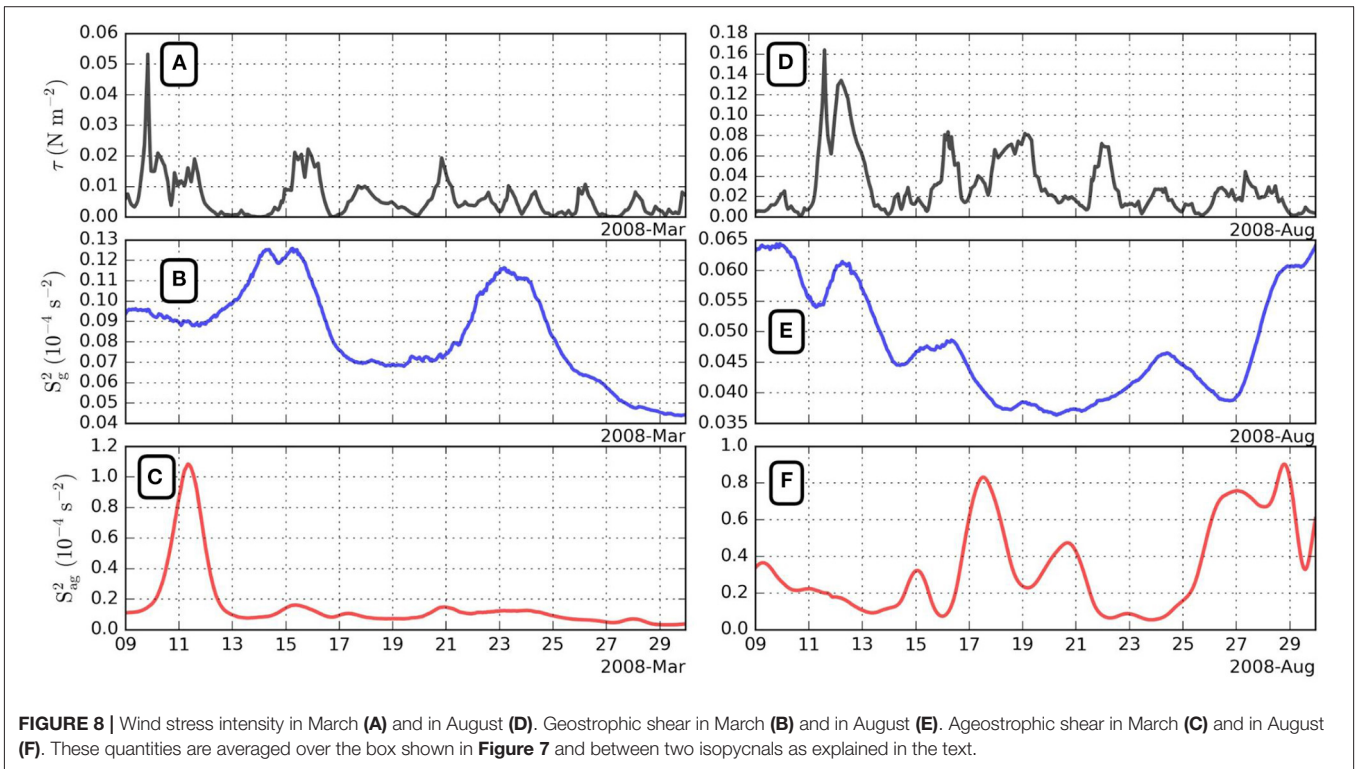 A
τ (N m⁻²)
0.06
0.05
0.04
0.03
0.02
0.01
0.00
2008-Mar
D
0.18
0.16
0.14
0.12
0.10
0.08
0.06
0.04
0.02
0.00
2008-Aug
B
S²g (10⁻⁴ s⁻²)
0.13
0.12
0.11
0.10
0.09
0.08
0.07
0.06
0.05
0.04
2008-Mar
E
0.065
0.060
0.055
0.050
0.045
0.040
0.035
2008-Aug
C
S²ag (10⁻⁴ s⁻²)
1.2
1.0
0.8
0.6
0.4
0.2
0.0
09 11 13 15 17 19 21 23 25 27 29
2008-Mar
F
1.0
0.8
0.6
0.4
0.2
0.0
09 11 13 15 17 19 21 23 25 27 29
2008-Aug
FIGURE 8 | Wind stress intensity in March (A) and in August (D). Geostrophic shear in March (B) and in August (E). Ageostrophic shear in March (C) and in August
(F). These quantities are averaged over the box shown in Figure 7 and between two isopycnals as explained in the text.